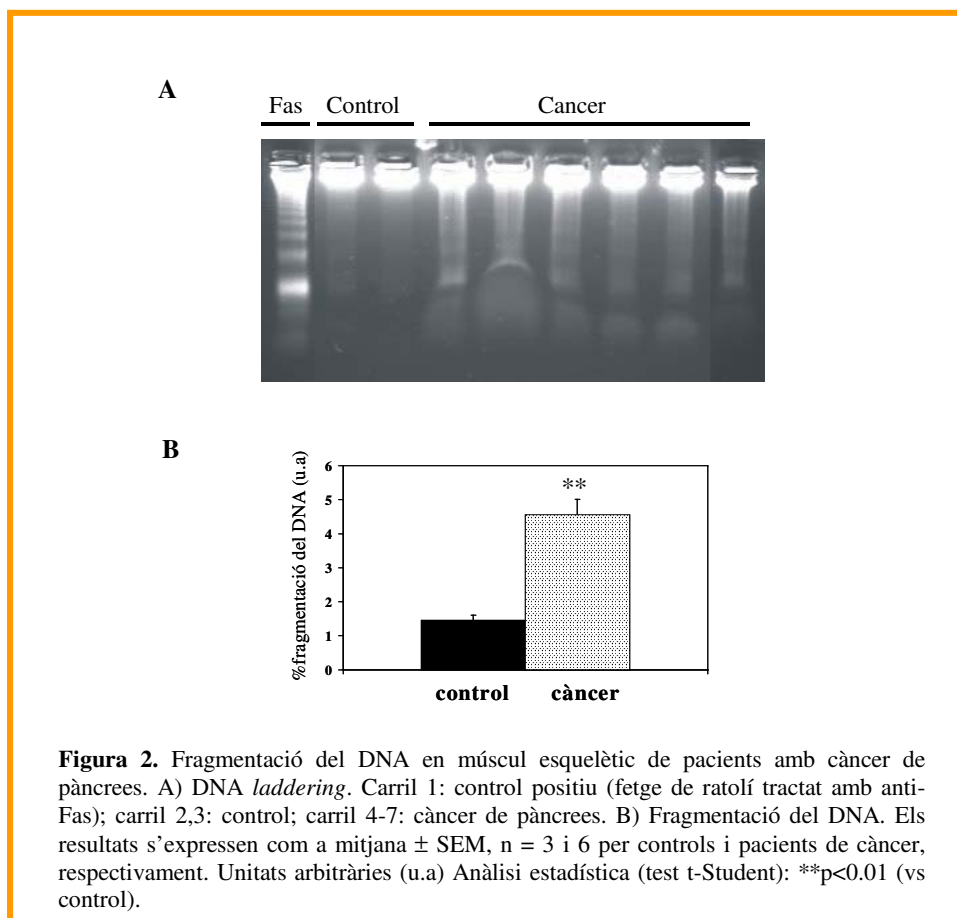 A
Fas Control Cancer
B
%fragmentació del DNA (u.a)
6
5
4
3
2
1
0
**
control càncer
Figura 2. Fragmentació del DNA en múscul esquelètic de pacients amb càncer de
pàncrees. A) DNA laddering. Carril 1: control positiu (fetge de ratolí tractat amb anti-
Fas); carril 2,3: control; carril 4-7: càncer de pàncrees. B) Fragmentació del DNA. Els
resultats s'expressen com a mitjana ± SEM, n = 3 i 6 per controls i pacients de càncer,
respectivament. Unitats arbitràries (u.a) Anàlisi estadística (test t-Student): **p<0.01 (vs
control).